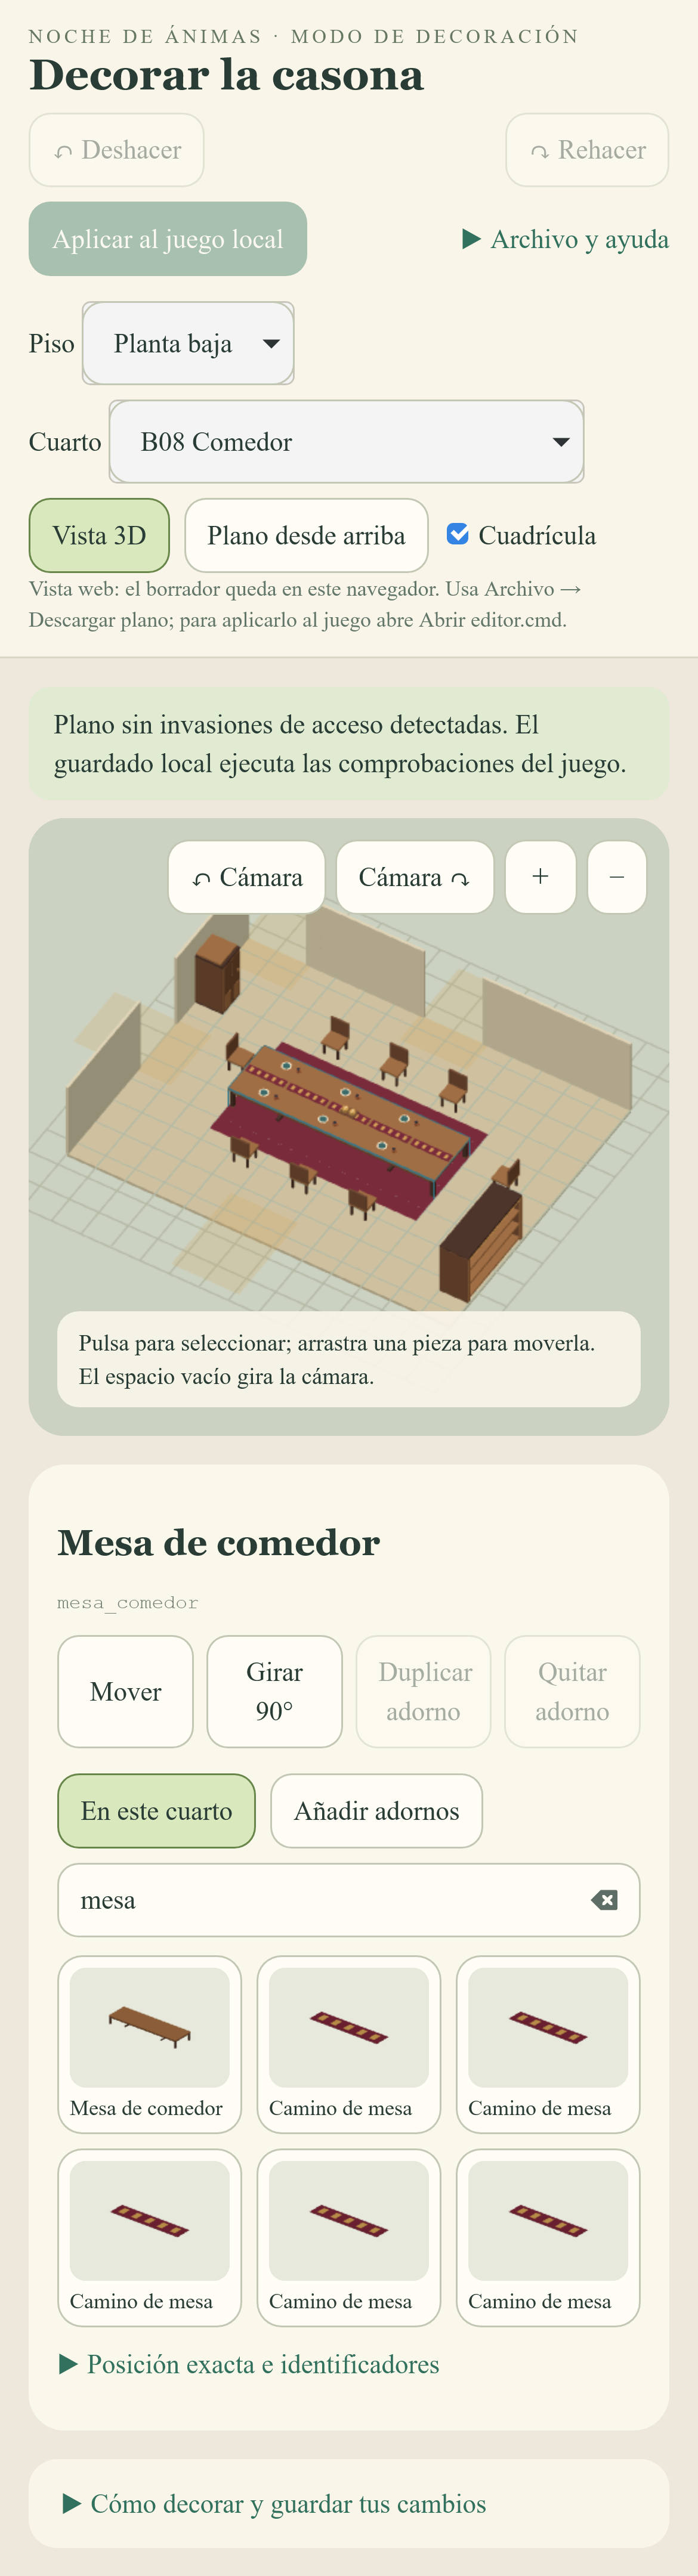 NOCHE DE ÁNIMAS · MODO DE DECORACIÓN
Decorar la casona
Deshacer
Rehacer
Aplicar al juego local
Archivo y ayuda
Piso
Planta baja
Cuarto
B08 Comedor
Vista 3D
Plano desde arriba
Cuadrícula
Vista web: el borrador queda en este navegador. Usa Archivo →
Descargar plano; para aplicarlo al juego abre Abrir editor.cmd.
Plano sin invasiones de acceso detectadas. El
guardado local ejecuta las comprobaciones del juego.
↶ Cámara
Cámara ↷
+
−
Pulsa para seleccionar; arrastra una pieza para moverla.
El espacio vacío gira la cámara.
Mesa de comedor
mesa_comedor
Mover
Girar
90°
Duplicar
adorno
Quitar
adorno
En este cuarto
Añadir adornos
mesa
Mesa de comedor
Camino de mesa
Camino de mesa
Camino de mesa
Camino de mesa
Camino de mesa
Posición exacta e identificadores
Cómo decorar y guardar tus cambios